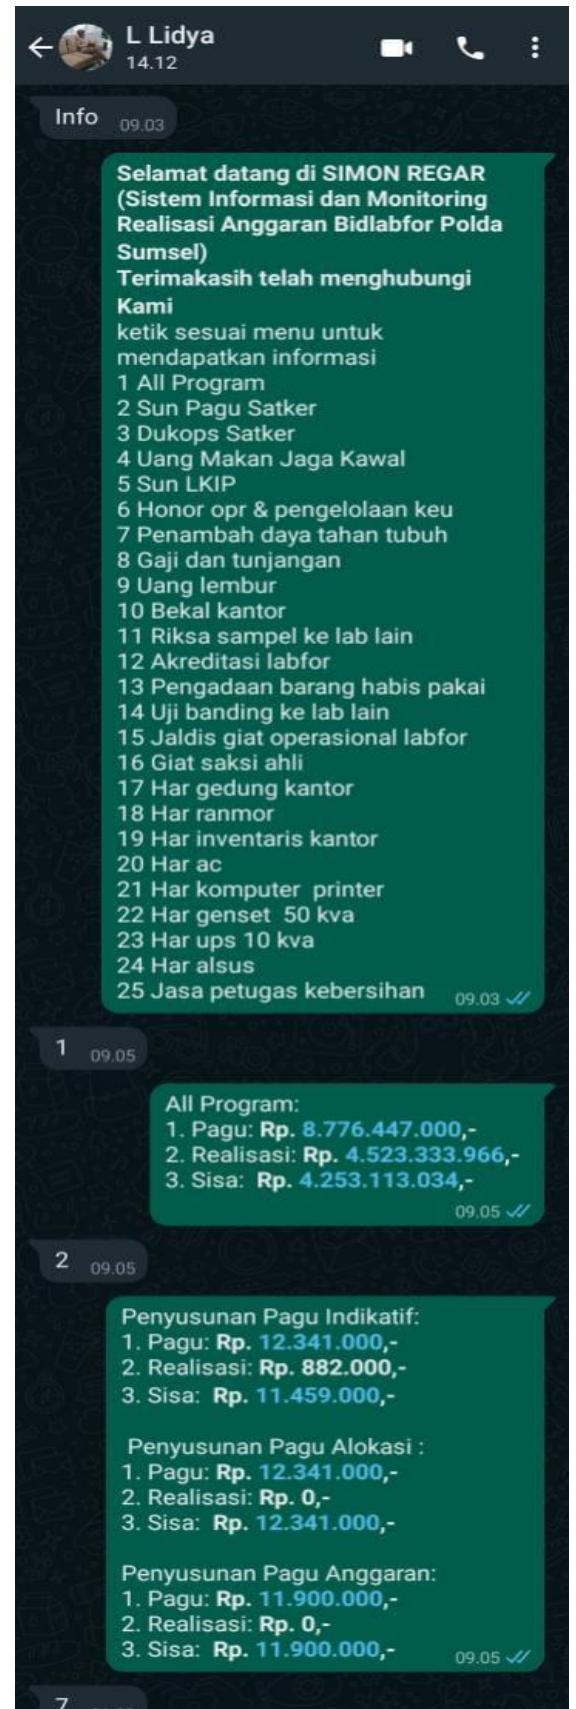 L Lidya
14.12
Info 09.03
Selamat datang di SIMON REGAR
(Sistem Informasi dan Monitoring
Realisasi Anggaran Bidlabfor Polda
Sumsel)
Terimakasih telah menghubungi
Kami
ketik sesuai menu untuk
mendapatkan informasi
1 All Program
2 Sun Pagu Satker
3 Dukops Satker
4 Uang Makan Jaga Kawal
5 Sun LKIP
6 Honor opr & pengelolaan keu
7 Penambah daya tahan tubuh
8 Gaji dan tunjangan
9 Uang lembur
10 Bekal kantor
11 Riksa sampel ke lab lain
12 Akreditasi labfor
13 Pengadaan barang habis pakai
14 Uji banding ke lab lain
15 Jaldis giat operasional labfor
16 Giat saksi ahli
17 Har gedung kantor
18 Har ranmor
19 Har inventaris kantor
20 Har ac
21 Har komputer  printer
22 Har genset  50 kva
23 Har ups 10 kva
24 Har alsus
25 Jasa petugas kebersihan 09.03
1 09.05
All Program:
1. Pagu: Rp. 8.776.447.000,-
2. Realisasi: Rp. 4.523.333.966,-
3. Sisa:  Rp. 4.253.113.034,-
09.05
2 09.05
Penyusunan Pagu Indikatif:
1. Pagu: Rp. 12.341.000,-
2. Realisasi: Rp. 882.000,-
3. Sisa:  Rp. 11.459.000,-
Penyusunan Pagu Alokasi :
1. Pagu: Rp. 12.341.000,-
2. Realisasi: Rp. 0,-
3. Sisa:  Rp. 12.341.000,-
Penyusunan Pagu Anggaran:
1. Pagu: Rp. 11.900.000,-
2. Realisasi: Rp. 0,-
3. Sisa:  Rp. 11.900.000,- 09.05
7